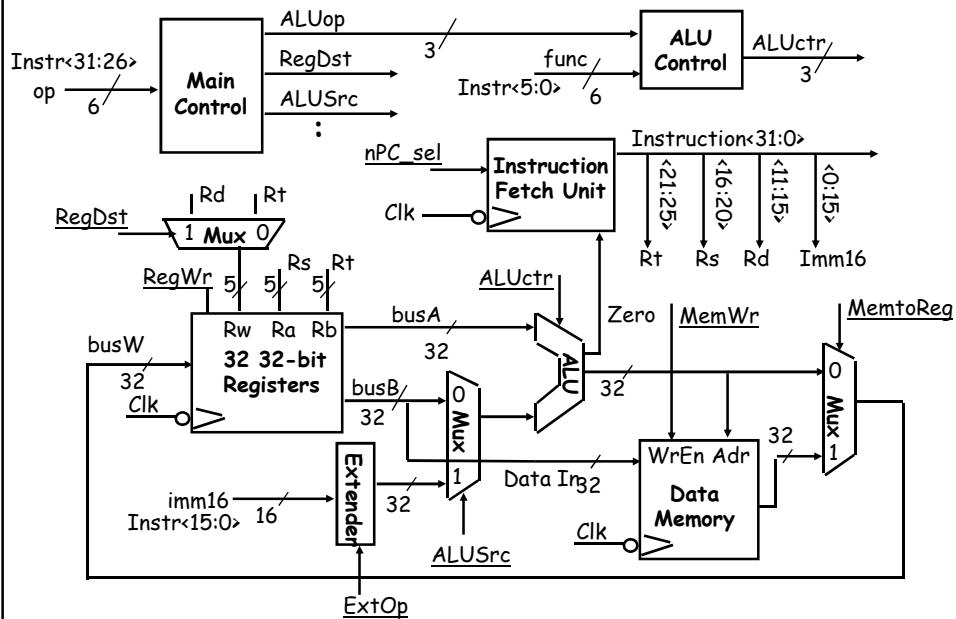 ALUop
3
Instr<31:26>
op
6
Main
Control
RegDst
ALUSrc
:
func
Instr<5:0>
6
ALU
Control
ALUctr
3
nPC_sel
Clk
Instruction
Fetch Unit
Instruction<31:0>
<21:25>
<16:20>
<11:15>
<0:15>
Rt
Rs
Rd
Imm16
Rd
Rt
RegDst
1 Mux 0
RegWr
5
5
Rs
5
Rt
busW
32
Clk
Rw Ra Rb
32 32-bit
Registers
busA
32
busB
32
0
Mux
1
ALUctr
ALU
Zero
32
MemWr
MemtoReg
0
Mux
1
imm16
Instr<15:0>
16
Extender
32
ExtOp
ALUSrc
Data In
32
Clk
WrEn Adr
Data
Memory
32